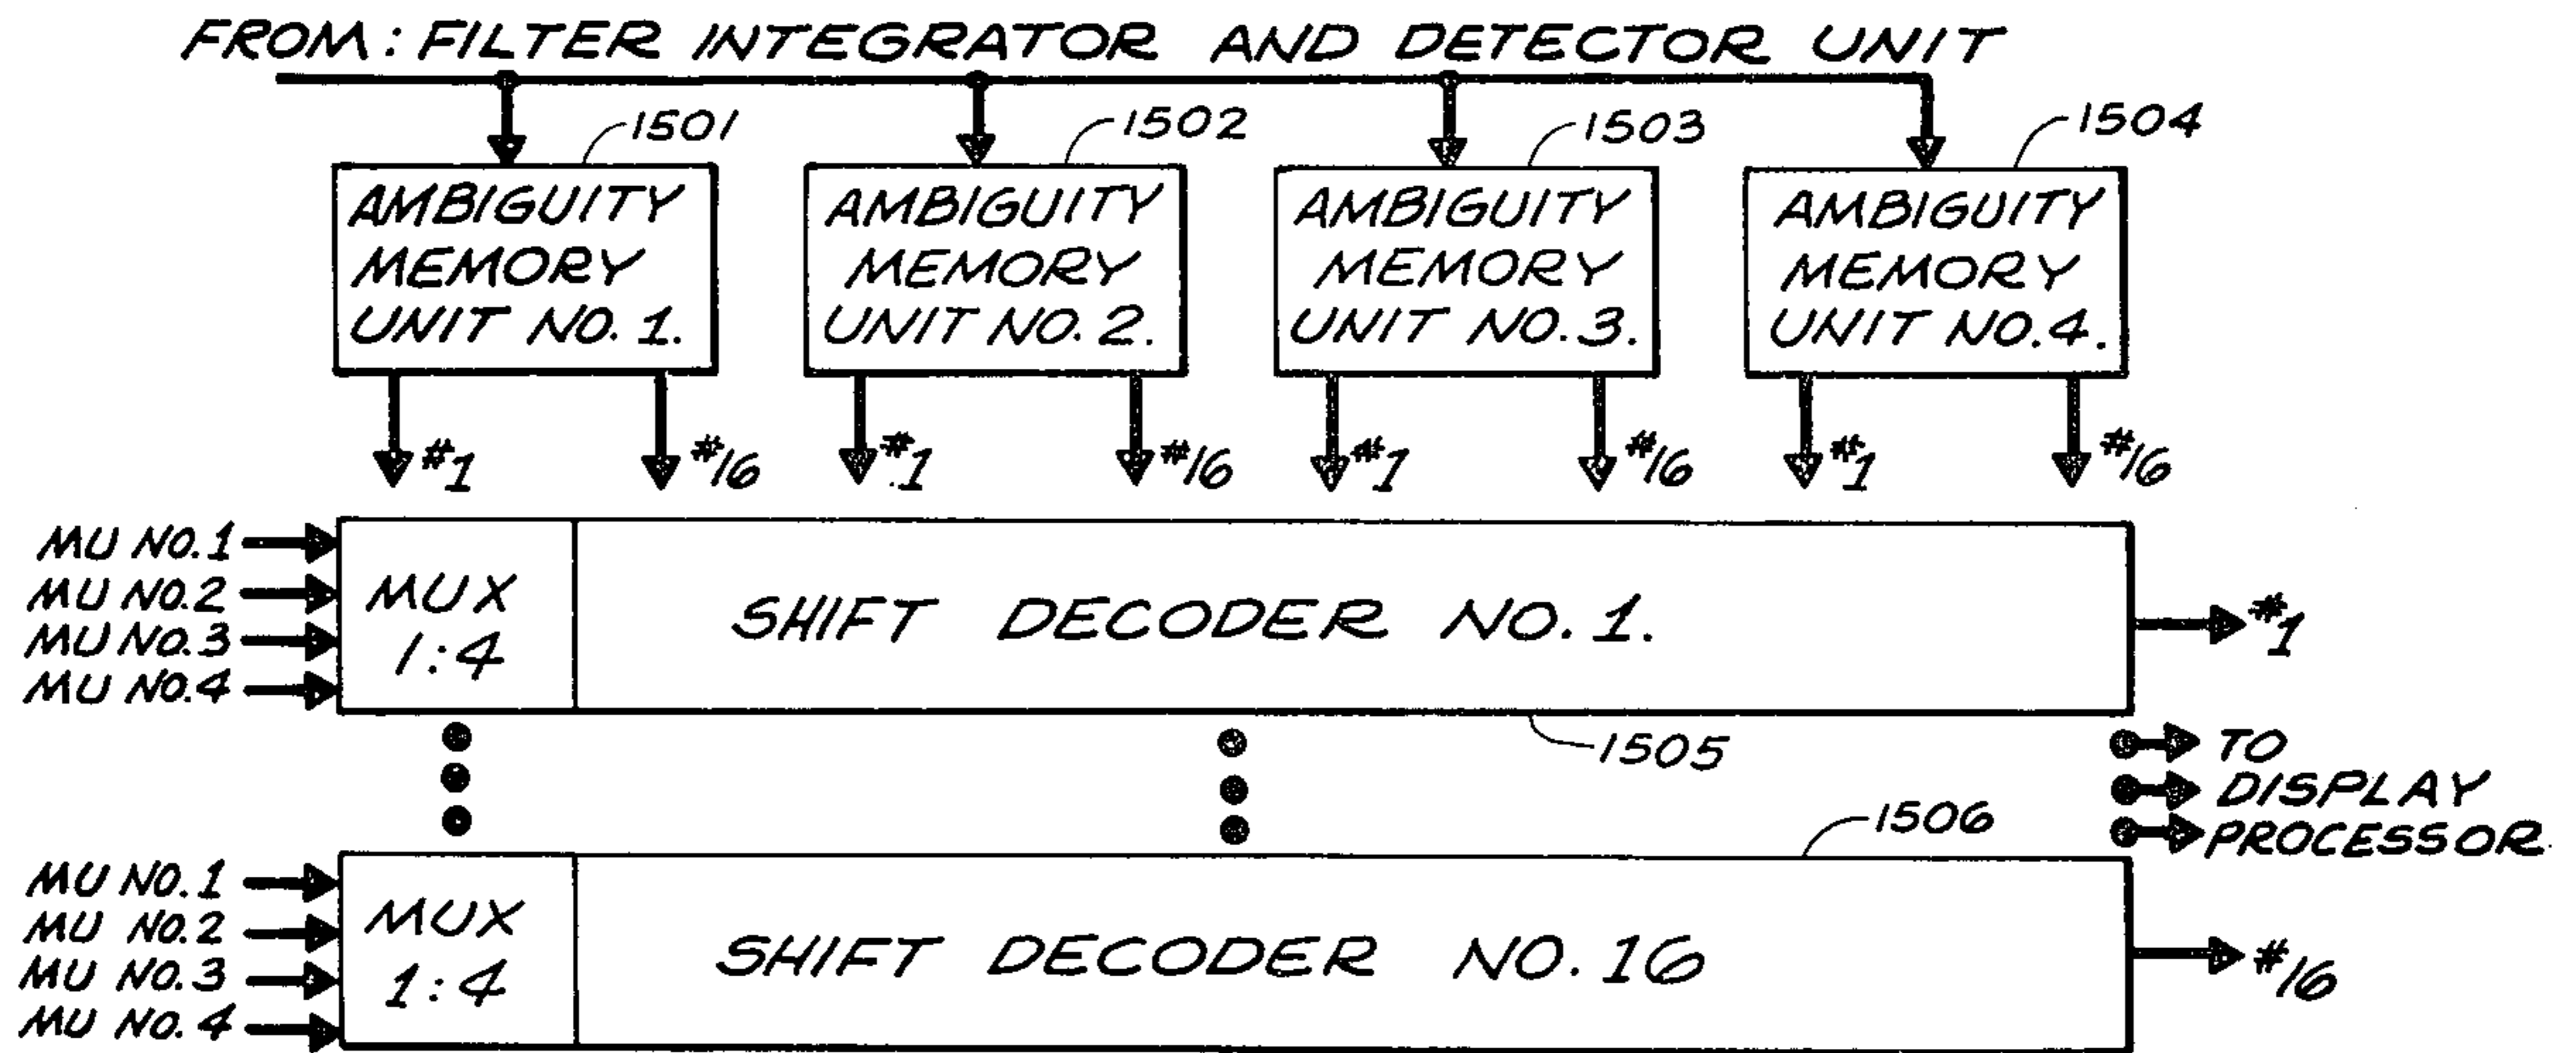 FROM: FILTER INTEGRATOR AND DETECTOR UNIT
1501
1502
1503
1504
AMBIGUITY
MEMORY
UNIT NO. 1.
AMBIGUITY
MEMORY
UNIT NO. 2.
AMBIGUITY
MEMORY
UNIT NO. 3.
AMBIGUITY
MEMORY
UNIT NO. 4.
#1
#16
#1
#16
#1
#16
#1
#16
MU NO. 1
MU NO. 2
MU NO. 3
MU NO. 4
MUX
1:4
SHIFT DECODER NO. 1.
#1
1505
TO
DISPLAY
PROCESSOR
1506
MU NO. 1
MU NO. 2
MU NO. 3
MU NO. 4
MUX
1:4
SHIFT DECODER NO. 16
#16